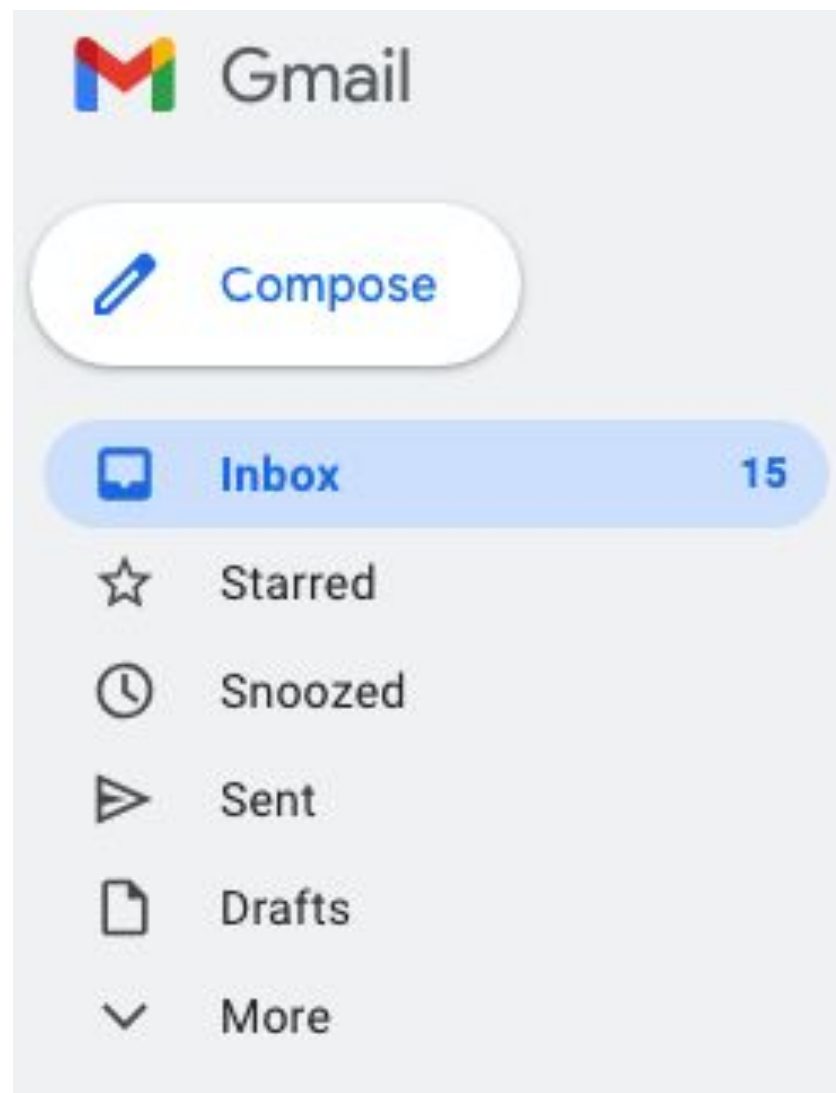 Gmail
Compose
Inbox 15
Starred
Snoozed
Sent
Drafts
More